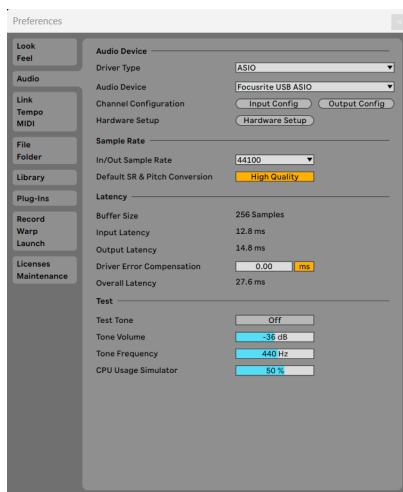 Preferences
Look
Feel
Audio
Link
Tempo
MIDI
File
Folder
Library
Plug-Ins
Record
Warp
Launch
Licenses
Maintenance
Audio Device
Driver Type ASIO
Audio Device Focusrite USB ASIO
Channel Configuration Input Config Output Config
Hardware Setup Hardware Setup
Sample Rate
In/Out Sample Rate 44100
Default SR & Pitch Conversion High Quality
Latency
Buffer Size 256 Samples
Input Latency 12.8 ms
Output Latency 14.8 ms
Driver Error Compensation 0.00 ms
Overall Latency 27.6 ms
Test
Test Tone Off
Tone Volume -36 dB
Tone Frequency 440 Hz
CPU Usage Simulator 50 %